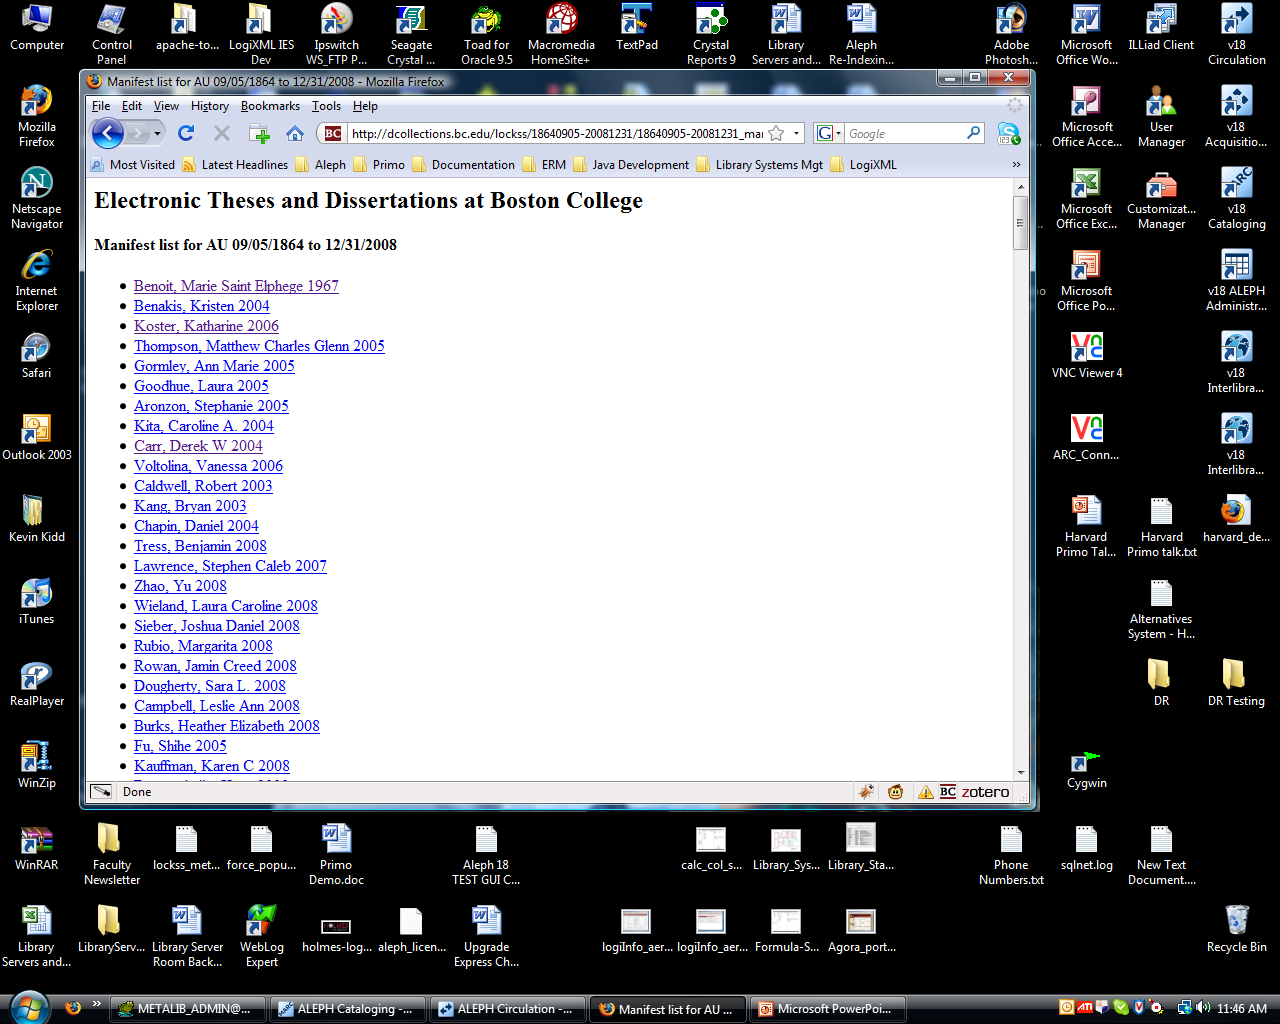 Computer
Control Panel
apache-to...
LogiXML IES Dev
Ipswitch WS_FTP P...
Seagate Crystal ...
Toad for Oracle 9.5
Macromedia HomeSite+
TextPad
Crystal Reports 9
Library Servers and...
Aleph Re-Indexin...
Adobe Photosh...
Microsoft Office Wo...
ILLiad Client
v18 Circulation
Manifest list for AU 09/05/1864 to 12/31/2008 - Mozilla Firefox
File Edit View History Bookmarks Tools Help
BC http://dcollections.bc.edu/lockss/18640905-20081231/18640905-20081231_mai
G Google
Most Visited Latest Headlines Aleph Primo Documentation ERM Java Development Library Systems Mgt LogiXML »
Electronic Theses and Dissertations at Boston College
Manifest list for AU 09/05/1864 to 12/31/2008
Benoit, Marie Saint Elphege 1967
Benakis, Kristen 2004
Koster, Katharine 2006
Thompson, Matthew Charles Glenn 2005
Gormley, Ann Marie 2005
Goodhue, Laura 2005
Aronzon, Stephanie 2005
Kita, Caroline A. 2004
Carr, Derek W 2004
Voltolina, Vanessa 2006
Caldwell, Robert 2003
Kang, Bryan 2003
Chapin, Daniel 2004
Tress, Benjamin 2008
Lawrence, Stephen Caleb 2007
Zhao, Yu 2008
Wieland, Laura Caroline 2008
Sieber, Joshua Daniel 2008
Rubio, Margarita 2008
Rowan, Jamin Creed 2008
Dougherty, Sara L. 2008
Campbell, Leslie Ann 2008
Burks, Heather Elizabeth 2008
Fu, Shihe 2005
Kauffman, Karen C 2008
Done
BC zotero
Mozilla Firefox
Netscape Navigator
Internet Explorer
Safari
Outlook 2003
Kevin Kidd
iTunes
RealPlayer
WinZip
Microsoft Office Acce...
User Manager
v18 Acquisitio...
Microsoft Office Exc...
Customizat... Manager
v18 Cataloging
Microsoft Office Po...
v18 ALEPH Administr...
VNC Viewer 4
v18 Interlibra...
ARC_Conn...
v18 Interlibra...
Harvard Primo Tal...
Harvard Primo talk.txt
harvard_de...
Alternatives System - H...
DR
DR Testing
Cygwin
WinRAR
Faculty Newsletter
lockss_met...
force_popu...
Primo Demo.doc
Aleph 18 TEST GUI C...
calc_col_s...
Library_Sys...
Library_Sta...
Phone Numbers.txt
sqlnet.log
New Text Document....
Library Servers and...
LibraryServ...
Library Server Room Back...
WebLog Expert
holmes-log...
aleph_licen...
Upgrade Express Ch...
logiInfo_aer...
logiInfo_aer...
Formula-S...
Agora_port...
Recycle Bin
» METALIB_ADMIN@... ALEPH Cataloging -... ALEPH Circulation -... Manifest list for AU ... Microsoft PowerPoi... ATI 11:46 AM